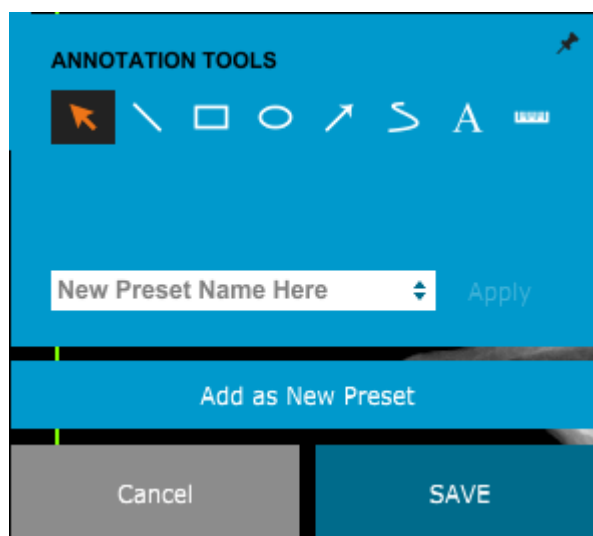 ANNOTATION TOOLS
A
New Preset Name Here
Apply
Add as New Preset
Cancel
SAVE